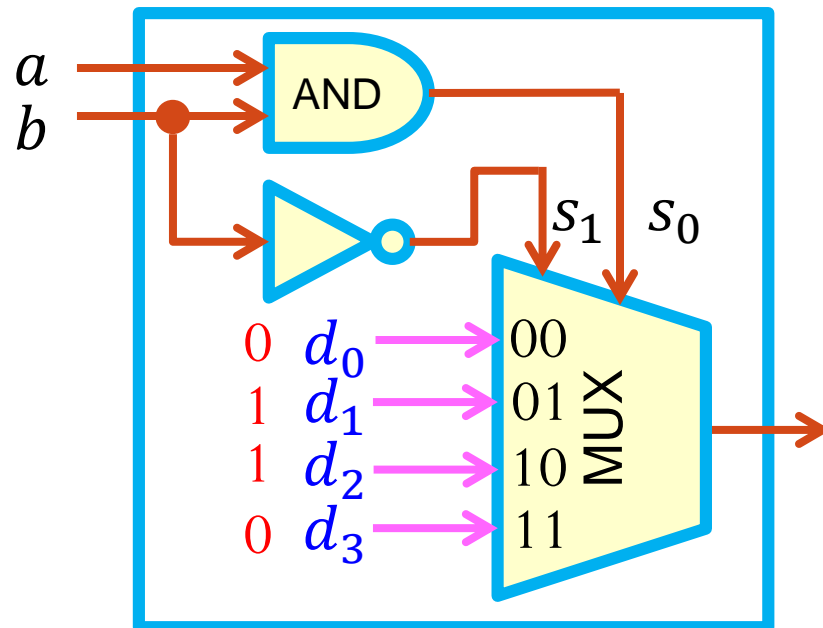 a
AND
b
s₁ s₀
0 d₀ 00
1 d₁ 01
1 d₂ 10
0 d₃ 11
MUX